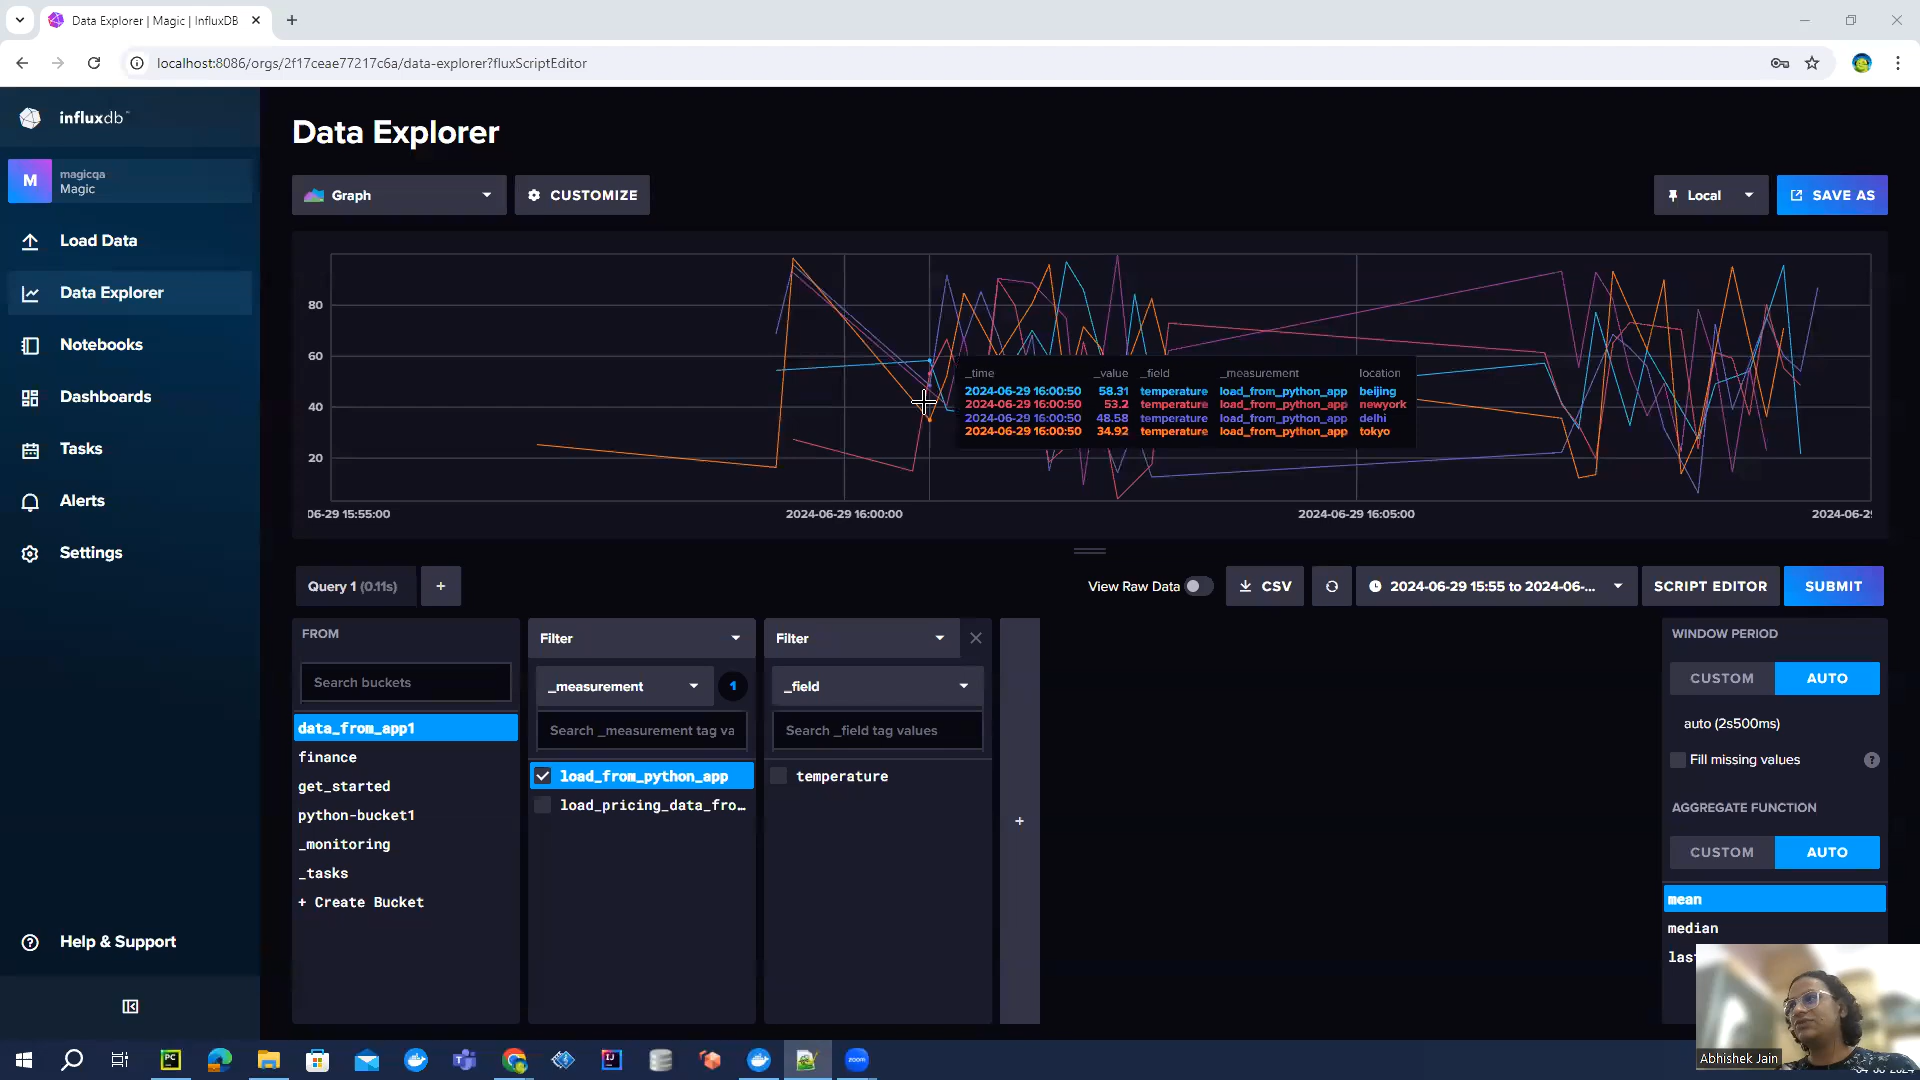 Data Explorer | Magic | InfluxDB
localhost:8086/orgs/2f17ceae77217c6a/data-explorer?fluxScriptEditor
influxdb™
M
magicqa
Magic
Load Data
Data Explorer
Notebooks
Dashboards
Tasks
Alerts
Settings
Help & Support
Data Explorer
Graph
CUSTOMIZE
Local
SAVE AS
80
60
40
20
06-29 15:55:00
2024-06-29 16:00:00
2024-06-29 16:05:00
2024-06-29
_time _value _field _measurement location
2024-06-29 16:00:50 58.31 temperature load_from_python_app beijing
2024-06-29 16:00:50 53.2 temperature load_from_python_app newyork
2024-06-29 16:00:50 48.58 temperature load_from_python_app delhi
2024-06-29 16:00:50 34.92 temperature load_from_python_app tokyo
Query 1 (0.11s)
+
View Raw Data
CSV
2024-06-29 15:55 to 2024-06-...
SCRIPT EDITOR
SUBMIT
FROM
Search buckets
data_from_app1
finance
get_started
python-bucket1
_monitoring
_tasks
+ Create Bucket
Filter
_measurement
1
Search _measurement tag va
load_from_python_app
load_pricing_data_fro...
Filter
_field
Search _field tag values
temperature
+
WINDOW PERIOD
CUSTOM
AUTO
auto (2s500ms)
Fill missing values
?
AGGREGATE FUNCTION
CUSTOM
AUTO
mean
median
Abhishek Jain
PC
zoom